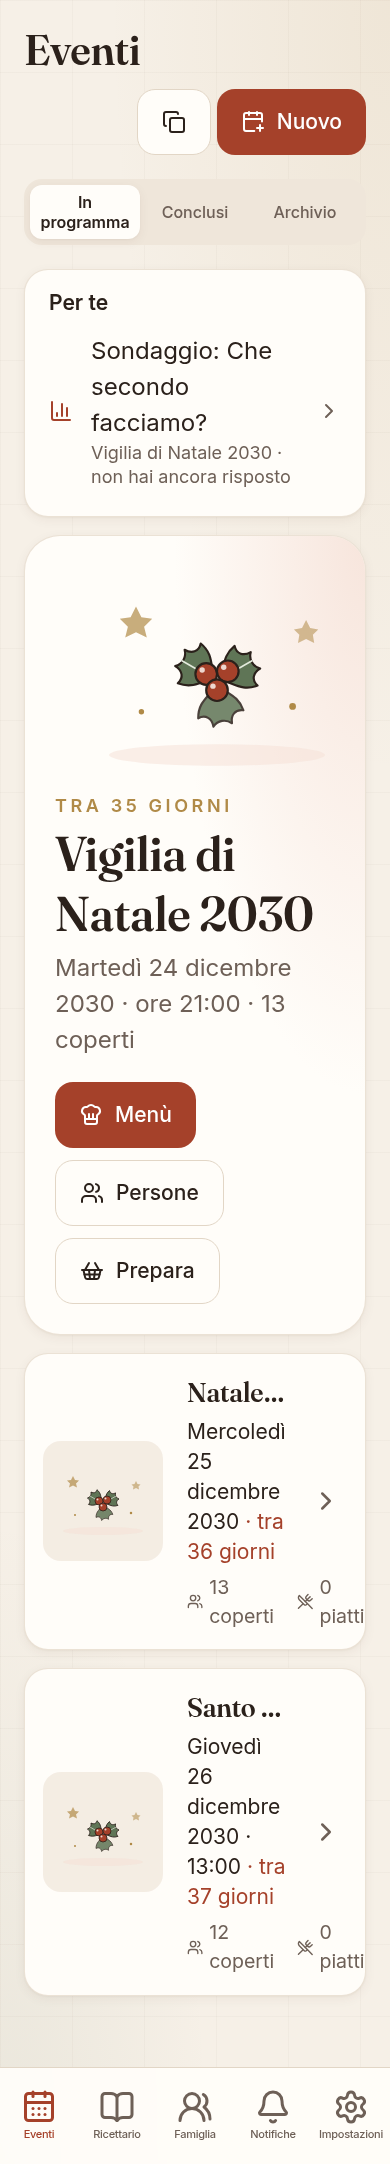 Eventi
Nuovo
In
programma
Conclusi
Archivio
Per te
Sondaggio: Che
secondo
facciamo?
Vigilia di Natale 2030 ·
non hai ancora risposto
TRA 35 GIORNI
Vigilia di
Natale 2030
Martedì 24 dicembre
2030 · ore 21:00 · 13
coperti
Menù
Persone
Prepara
Natale...
Mercoledì
25
dicembre
2030 · tra
36 giorni
13
coperti
0
piatti
Santo ...
Giovedì
26
dicembre
2030 ·
13:00 · tra
37 giorni
12
coperti
0
piatti
Eventi
Ricettario
Famiglia
Notifiche
Impostazioni